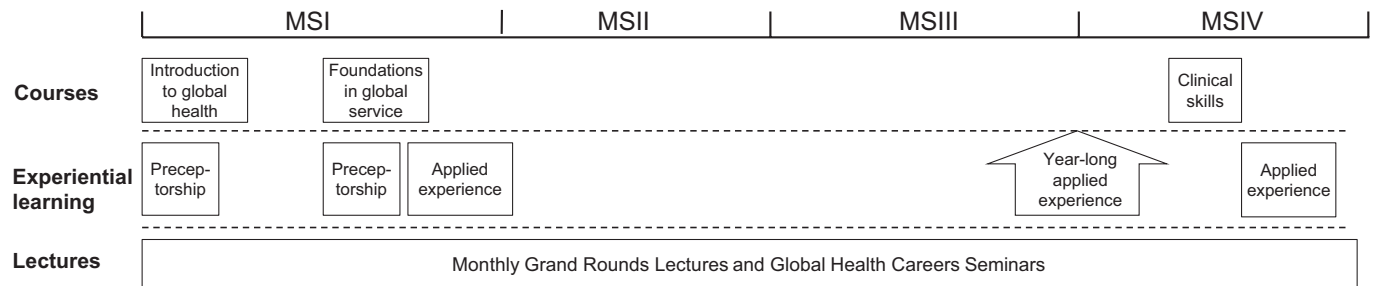 MSI MSII MSIII MSIV
Courses
Introduction
to global
health
Foundations
in global
service
Clinical
skills
Experiential
learning
Precep-
torship
Precep-
torship
Applied
experience
Year-long
applied
experience
Applied
experience
Lectures
Monthly Grand Rounds Lectures and Global Health Careers Seminars